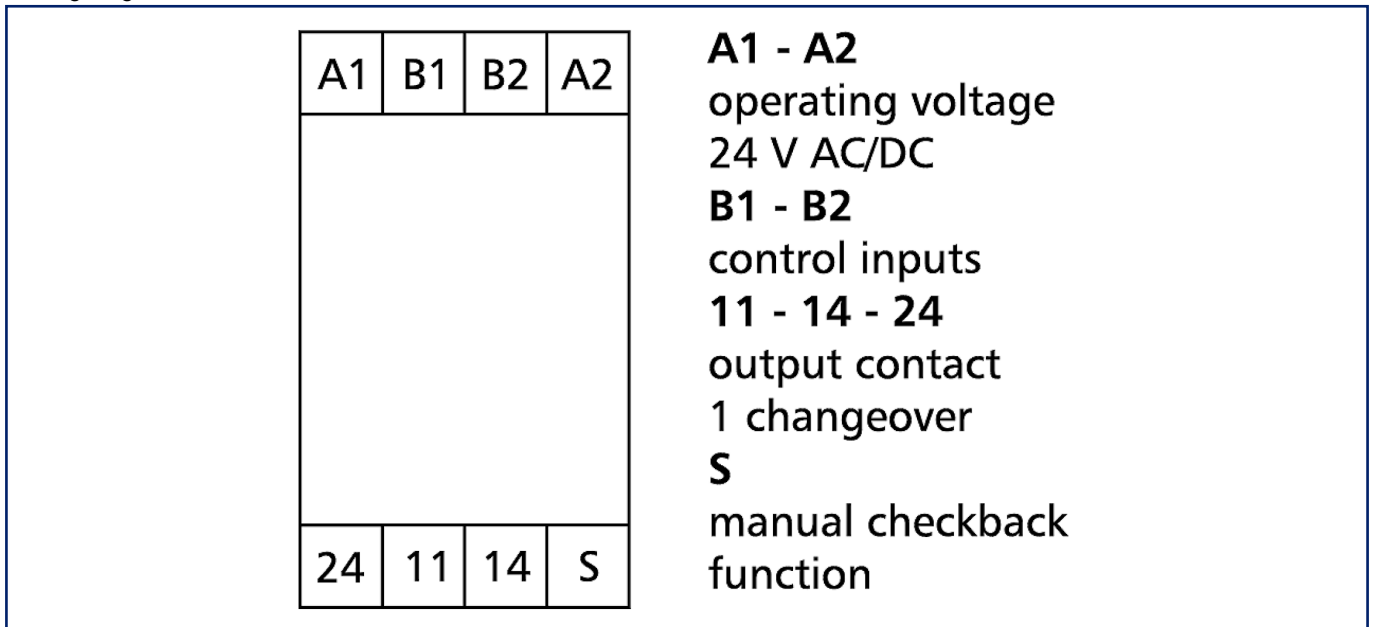 A1 B1 B2 A2
24 11 14 S
A1 - A2
operating voltage
24 V AC/DC
B1 - B2
control inputs
11 - 14 - 24
output contact
1 changeover
S
manual checkback
function